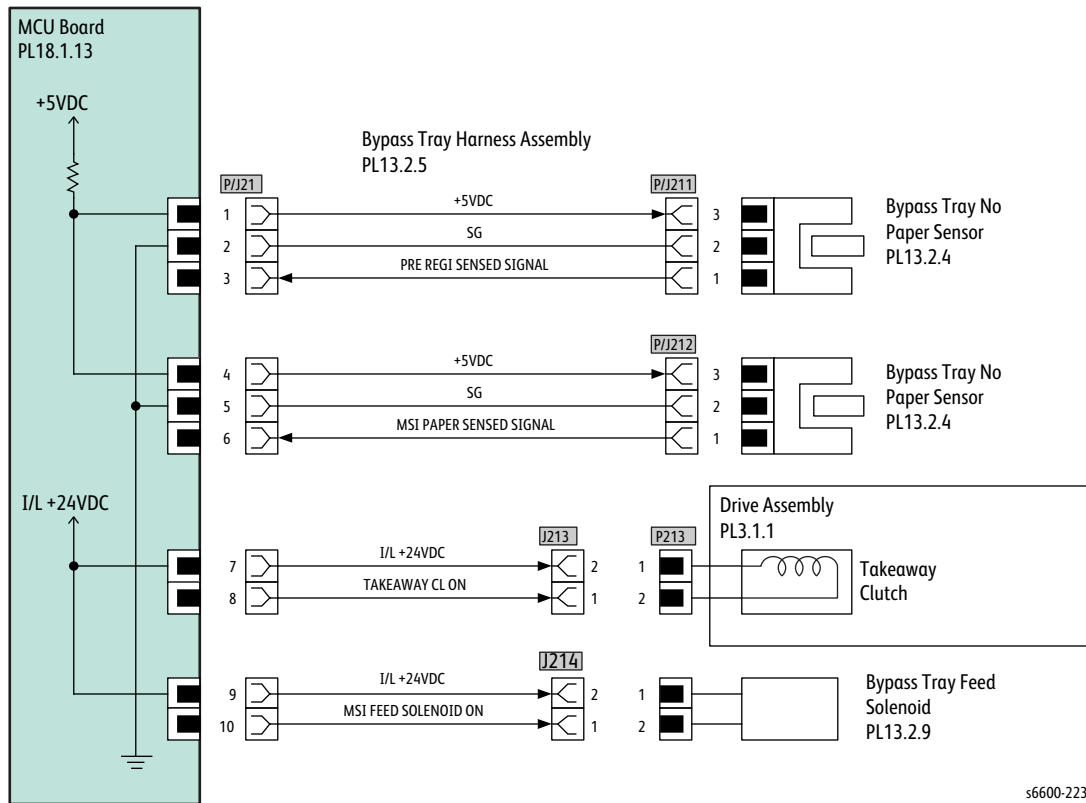 MCU Board
PL18.1.13
+5VDC
Bypass Tray Harness Assembly
PL13.2.5
P/J21
P/J211
1
+5VDC
3
2
SG
2
3
PRE REGI SENSED SIGNAL
1
Bypass Tray No
Paper Sensor
PL13.2.4
P/J212
4
+5VDC
3
5
SG
2
6
MSI PAPER SENSED SIGNAL
1
Bypass Tray No
Paper Sensor
PL13.2.4
I/L +24VDC
Drive Assembly
PL3.1.1
J213
P213
7
I/L +24VDC
2
1
8
TAKEAWAY CL ON
1
2
Takeaway
Clutch
J214
9
I/L +24VDC
2
1
10
MSI FEED SOLENOID ON
1
2
Bypass Tray Feed
Solenoid
PL13.2.9
s6600-223